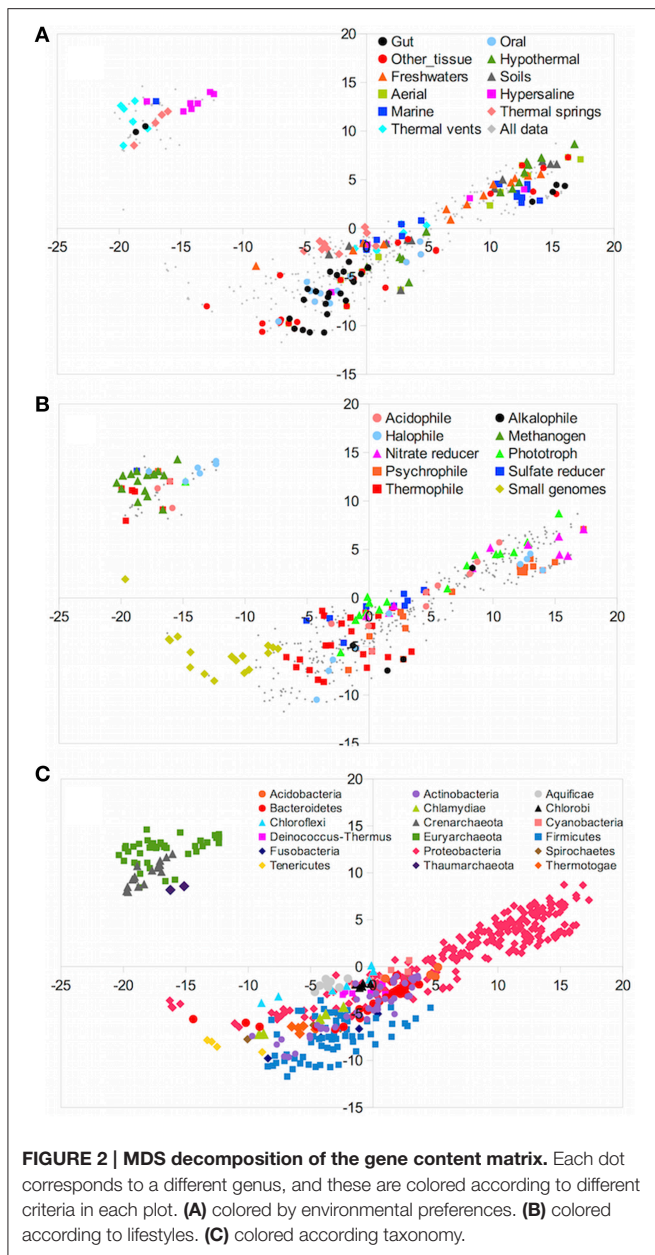 A
Gut
Oral
Other_tissue
Hypothermal
Freshwaters
Soils
Aerial
Hypersaline
Marine
Thermal springs
Thermal vents
All data
20
15
10
5
0
-5
-10
-15
-25 -20 -15 -10 -5 0 5 10 15 20
B
Acidophile
Alkalophile
Halophile
Methanogen
Nitrate reducer
Phototroph
Psychrophile
Sulfate reducer
Thermophile
Small genomes
20
15
10
5
0
-5
-10
-15
-25 -20 -15 -10 -5 0 5 10 15 20
C
Acidobacteria
Actinobacteria
Aquificae
Bacteroidetes
Chlamydiae
Chlorobi
Chloroflexi
Crenarchaeota
Cyanobacteria
Deinococcus-Thermus
Euryarchaeota
Firmicutes
Fusobacteria
Proteobacteria
Spirochaetes
Tenericutes
Thaumarchaeota
Thermotogae
20
15
10
5
0
-5
-10
-15
-25 -20 -15 -10 -5 0 5 10 15 20
FIGURE 2 | MDS decomposition of the gene content matrix. Each dot
corresponds to a different genus, and these are colored according to different
criteria in each plot. (A) colored by environmental preferences. (B) colored
according to lifestyles. (C) colored according taxonomy.